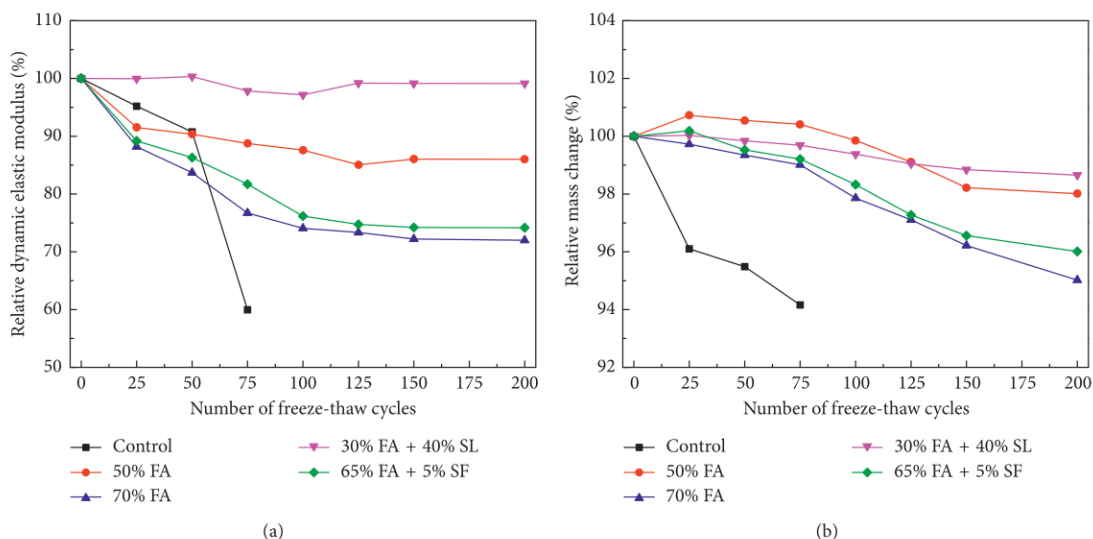 110
100
90
80
70
60
50
Relative dynamic elastic modulus (%)
0 25 50 75 100 125 150 175 200
Number of freeze-thaw cycles
Control
50% FA
70% FA
30% FA + 40% SL
65% FA + 5% SF
(a)
104
102
100
98
96
94
92
Relative mass change (%)
0 25 50 75 100 125 150 175 200
Number of freeze-thaw cycles
Control
50% FA
70% FA
30% FA + 40% SL
65% FA + 5% SF
(b)